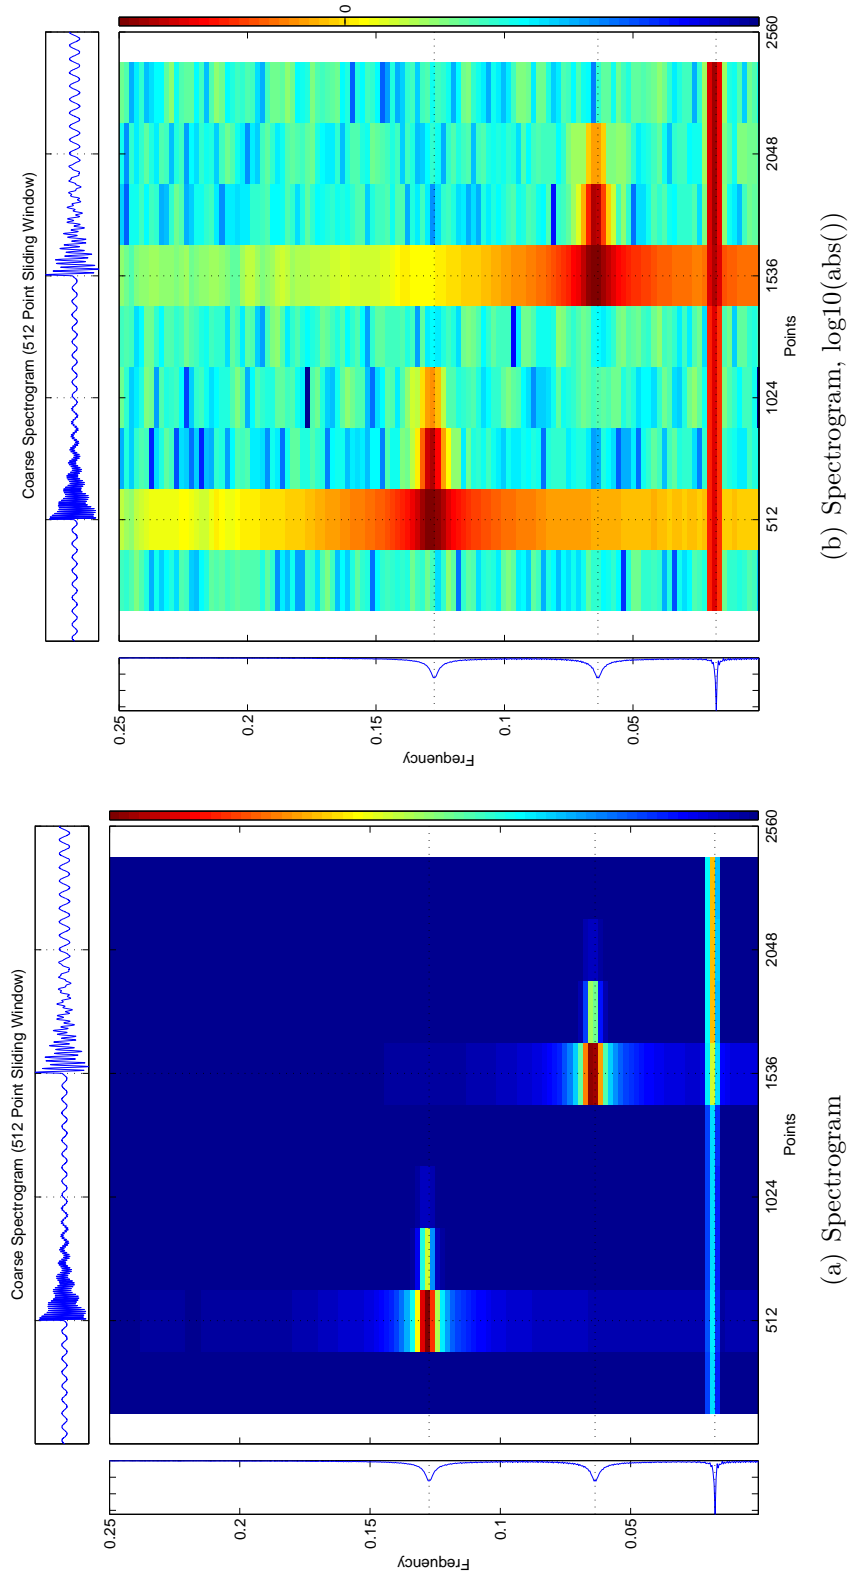 Coarse Spectrogram (512 Point Sliding Window)
0.25
0.2
0.15
0.1
0.05
Frequency
512
1024
1536
2048
2560
Points
(a) Spectrogram
Coarse Spectrogram (512 Point Sliding Window)
0
0.25
0.2
0.15
0.1
0.05
Frequency
512
1024
1536
2048
2560
Points
(b) Spectrogram, log10(abs())